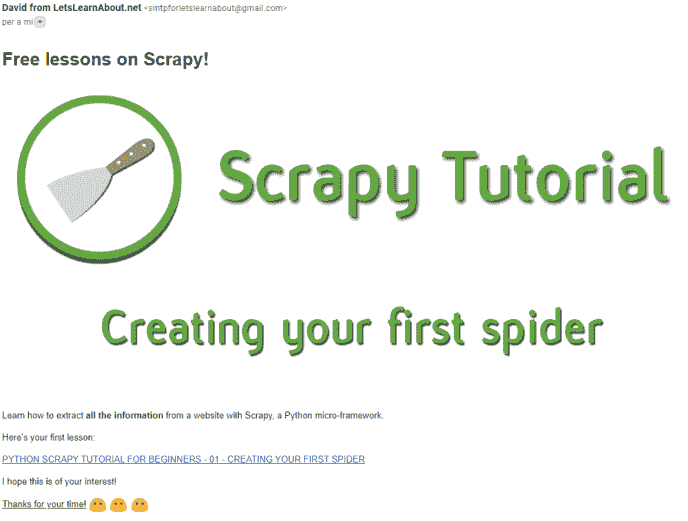 David from LetsLearnAbout.net <smtpforletslearnabout@gmail.com>
per a mi
Free lessons on Scrapy!
Scrapy Tutorial
Creating your first spider
Learn how to extract all the information from a website with Scrapy, a Python micro-framework.
Here's your first lesson:
PYTHON SCRAPY TUTORIAL FOR BEGINNERS - 01 - CREATING YOUR FIRST SPIDER
I hope this is of your interest!
Thanks for your time!